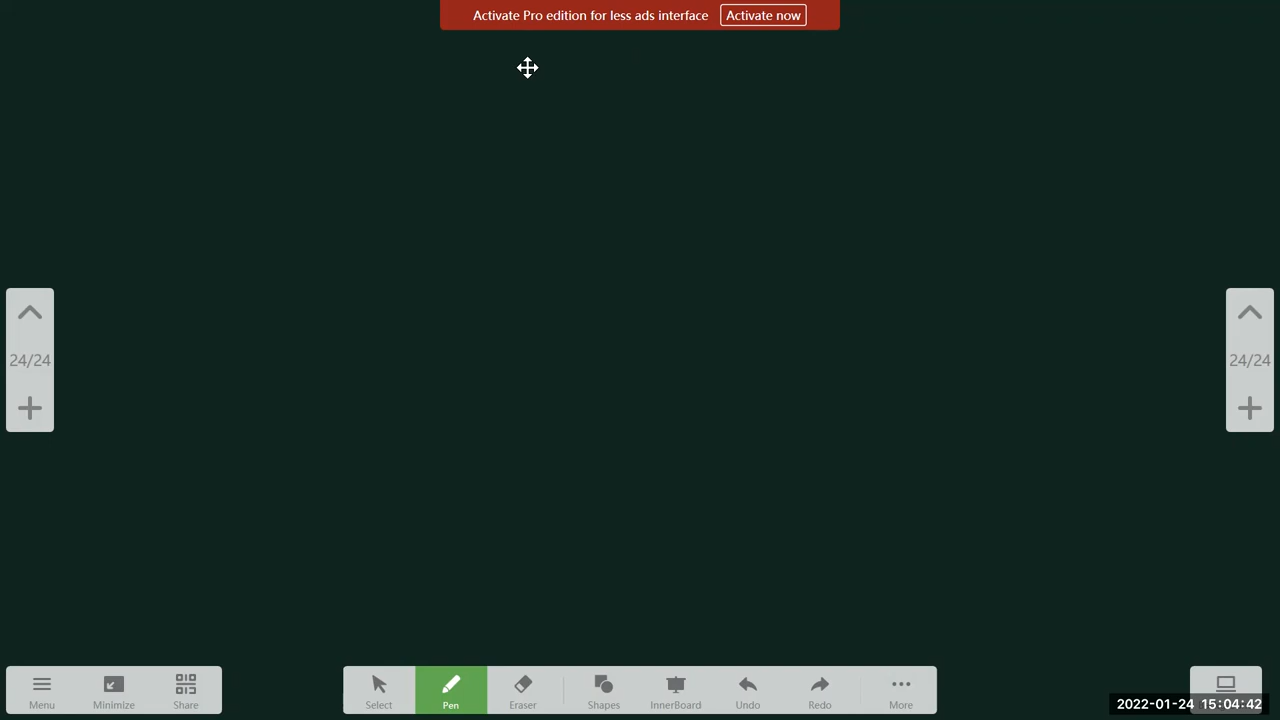 Activate Pro edition for less ads interface Activate now
24/24 24/24
Menu Minimize Share Select Pen Eraser Shapes InnerBoard Undo Redo More
2022-01-24 15:04:42